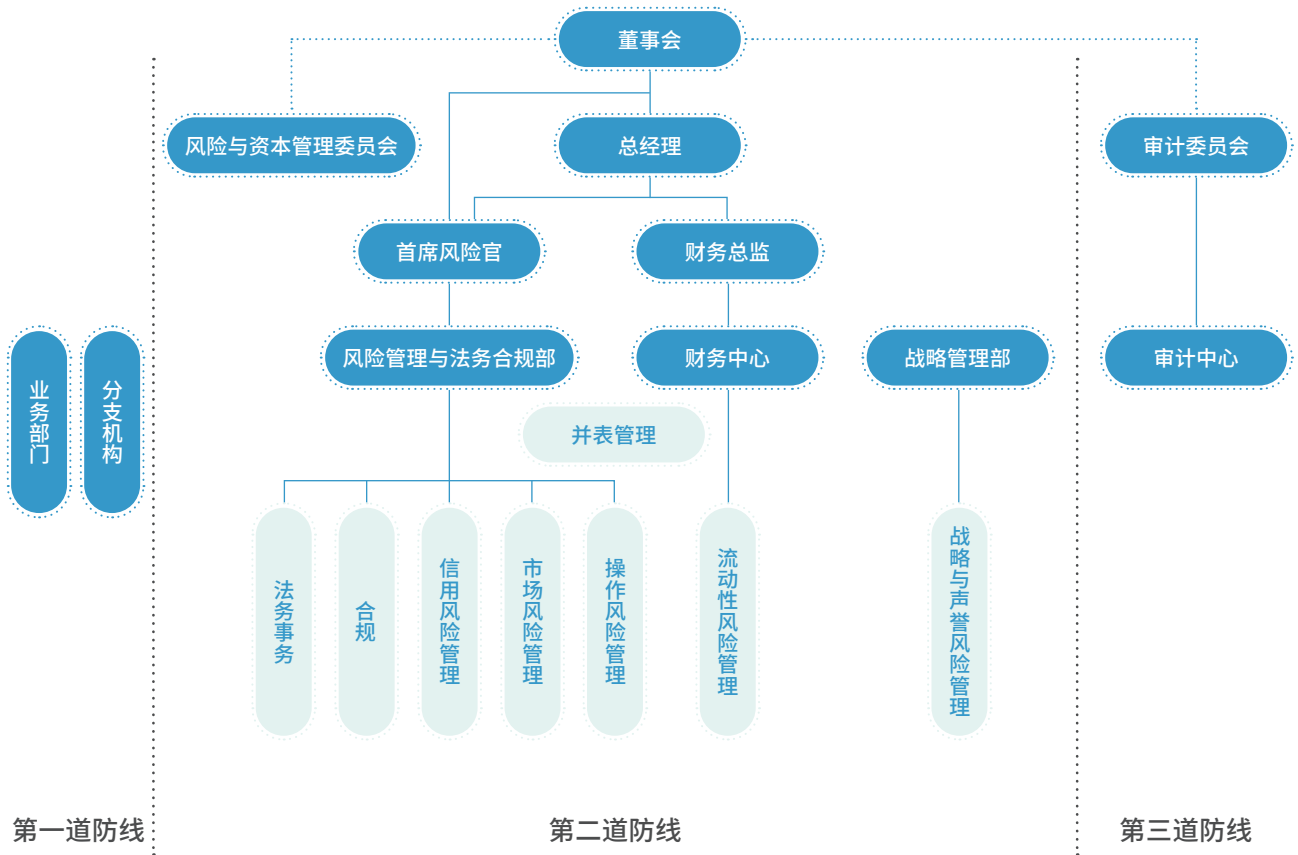 董事会
风险与资本管理委员会
总经理
审计委员会
首席风险官
财务总监
风险管理与法务合规部
财务中心
战略管理部
审计中心
业务部门
分支机构
并表管理
法务事务
合规
信用风险管理
市场风险管理
操作风险管理
流动性风险管理
战略与声誉风险管理
第一道防线
第二道防线
第三道防线